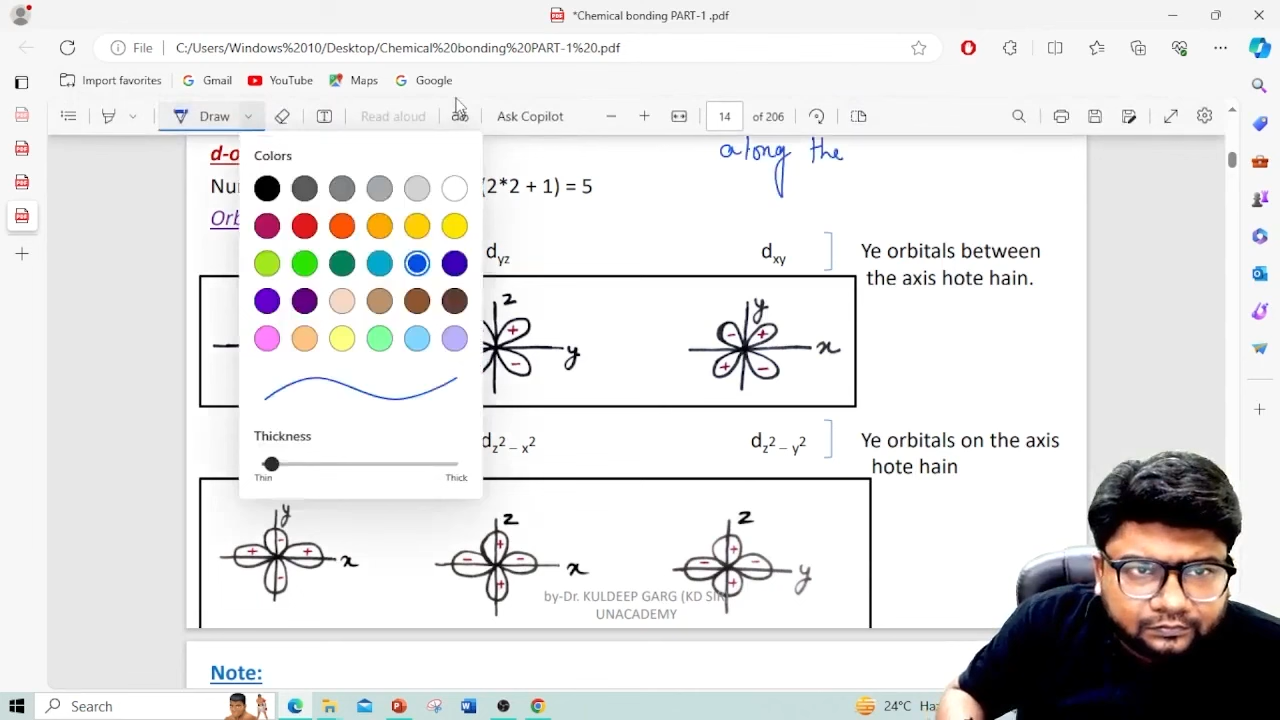 *Chemical bonding PART-1 .pdf
File
C:/Users/Windows%2010/Desktop/Chemical%20bonding%20PART-1%20.pdf
Import favorites
Gmail
YouTube
Maps
Google
Draw
Read aloud
Ask Copilot
14
of 206
Colors
Thickness
Thin
Thick
along the
(2*2 + 1) = 5
dyz
dxy
Ye orbitals between
the axis hote hain.
z
+
y
-
y
- +
x
+ -
dz2 – x2
dz2 – y2
Ye orbitals on the axis
hote hain
y
-
+ +
x
-
z
+
- -
x
+
z
+
- -
y
+
by-Dr. KULDEEP GARG (KD SIR)
UNACADEMY
Note:
Search
24°C